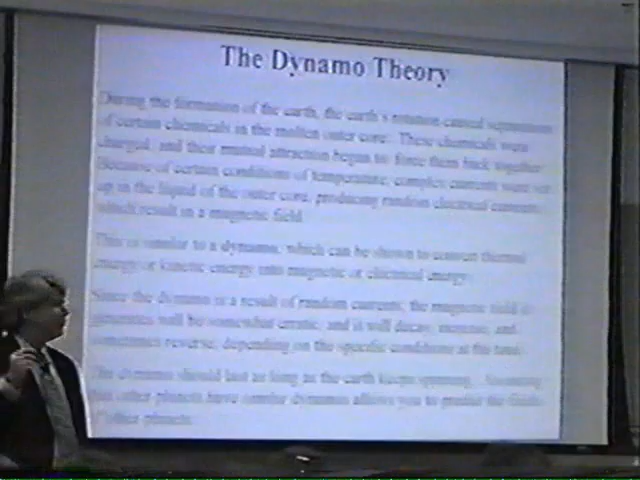 The Dynamo Theory
During the formation of the earth, the earth's rotation caused separation
of certain chemicals in the molten outer core. These chemicals were
charged, and their mutual attraction began to force them back together.
Because of certain conditions of temperature, complex currents were set
up in the liquid of the outer core, producing random electrical currents,
which result in a magnetic field.
This is similar to a dynamo, which can be shown to convert thermal
energy or kinetic energy into magnetic or electrical energy.
Since the dynamo is a result of random currents, the magnetic field it
generates will be somewhat erratic, and it will decay, increase, and
sometimes reverse, depending on the specific conditions at the time.
The dynamo should last as long as the earth keeps spinning. Assuming
other planets have similar dynamos allows you to predict the fields
other planets.